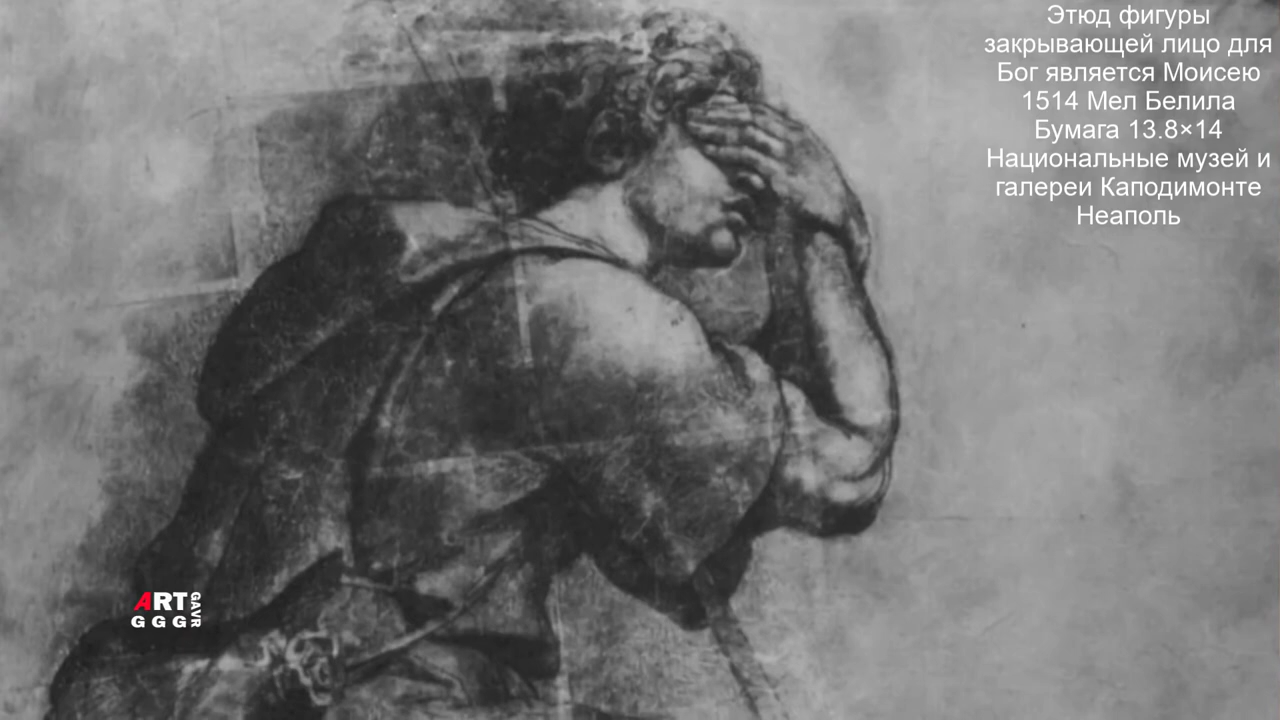 Этюд фигуры
закрывающей лицо для
Бог является Моисею
1514 Мел Белила
Бумага 13.8×14
Национальные музей и
галереи Каподимонте
Неаполь
ART
GGG
GAVR